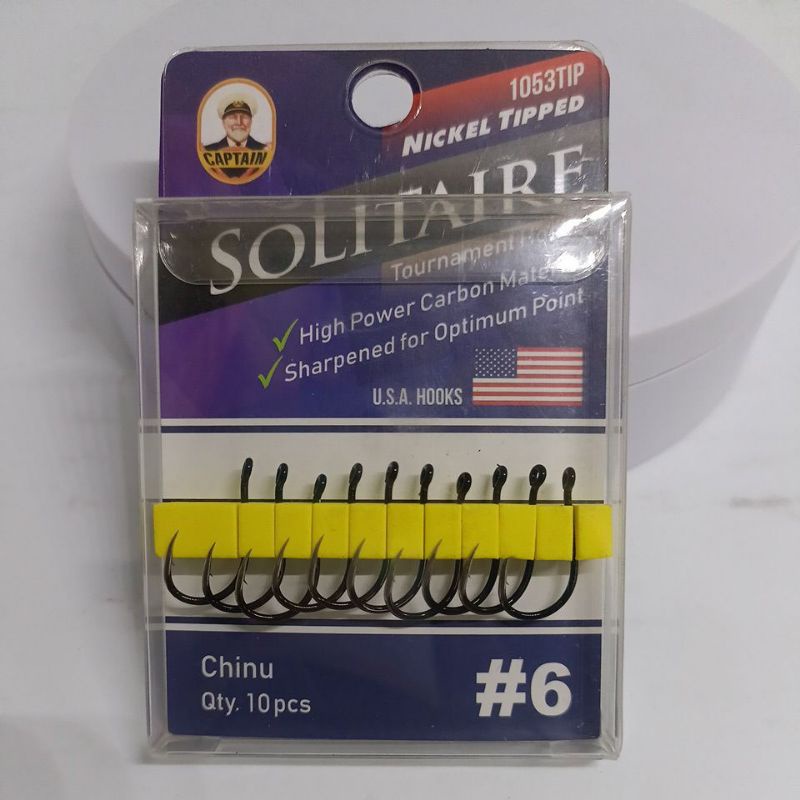 CAPTAIN
1053TIP
NICKEL TIPPED
SOLITAIRE
Tournament
High Power Carbon
Sharpened for Optimum Point
U.S.A. HOOKS
Chinu
Qty. 10pcs
#6